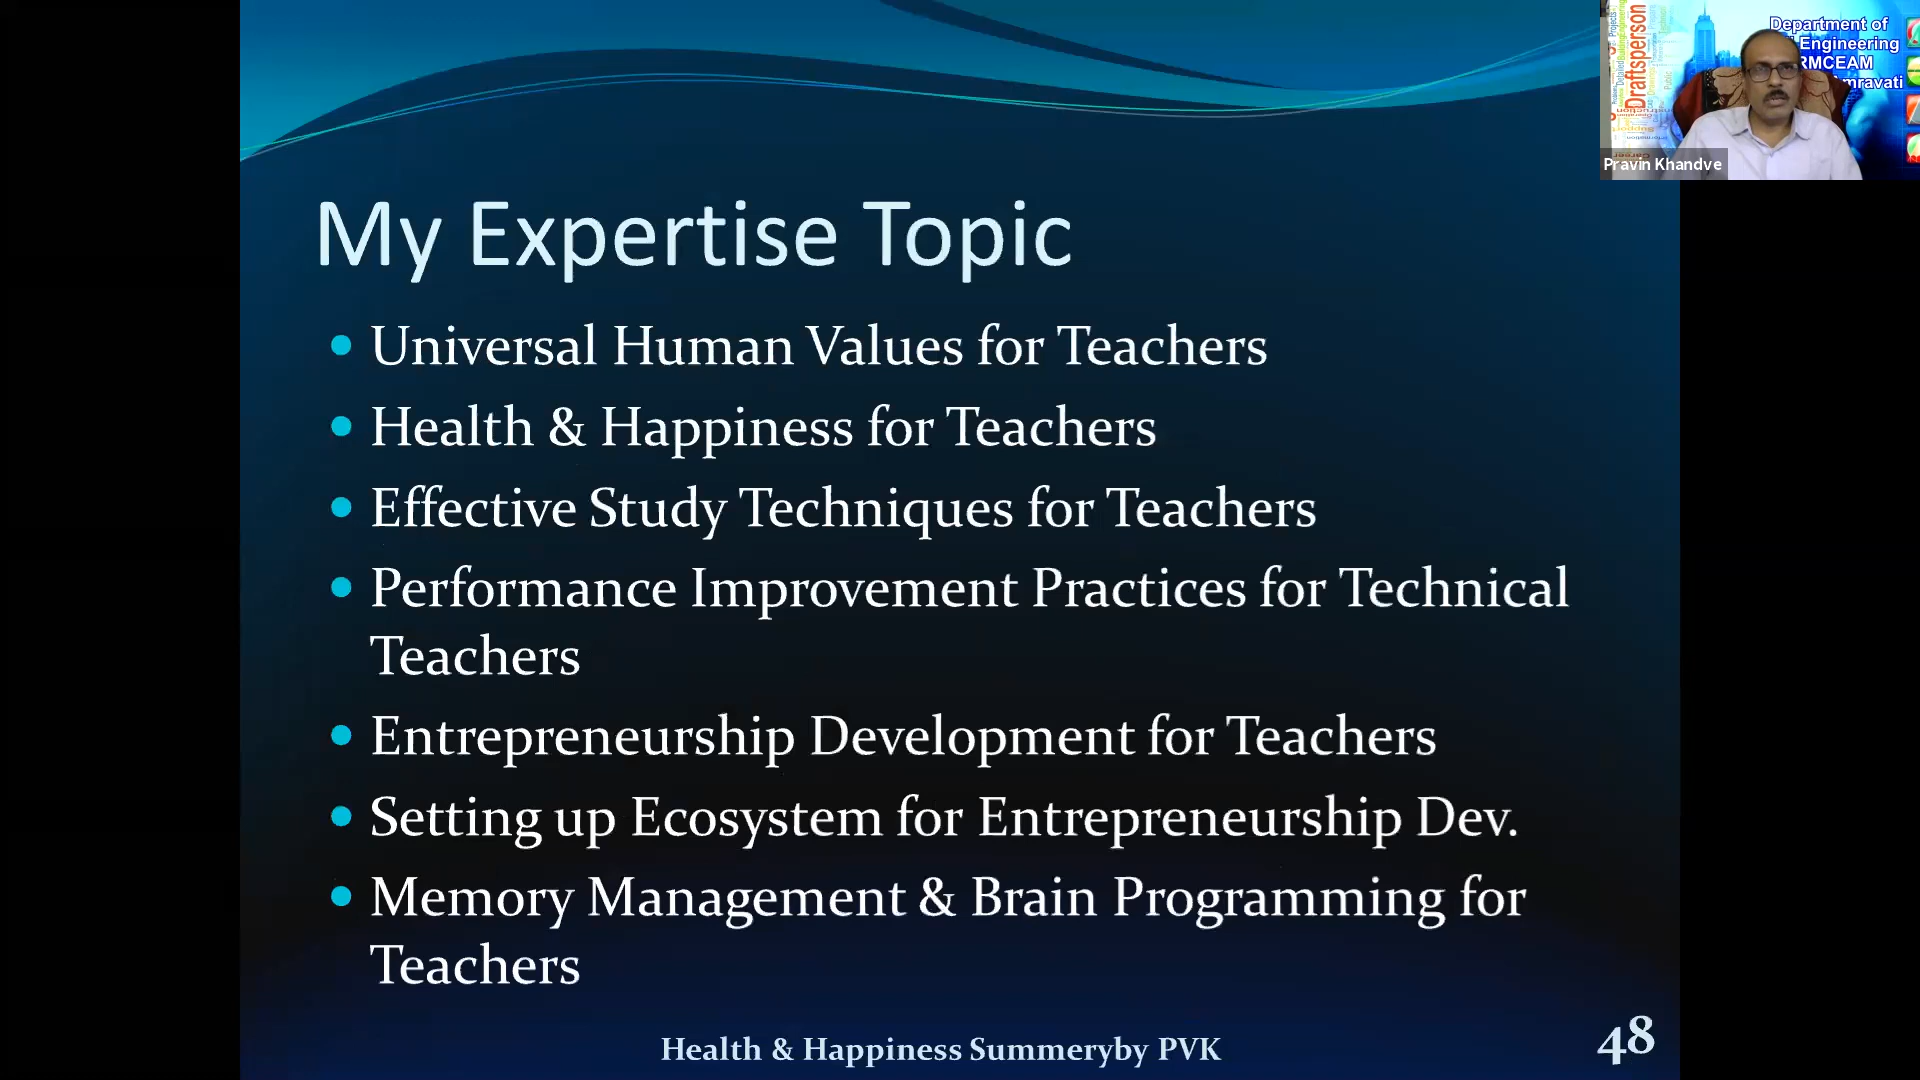 My Expertise Topic
Universal Human Values for Teachers
Health & Happiness for Teachers
Effective Study Techniques for Teachers
Performance Improvement Practices for Technical
Teachers
Entrepreneurship Development for Teachers
Setting up Ecosystem for Entrepreneurship Dev.
Memory Management & Brain Programming for
Teachers
Health & Happiness Summeryby PVK
48
Department of
Engineering
RMCEAM
mravati
Draftsperson
Pravin Khandve